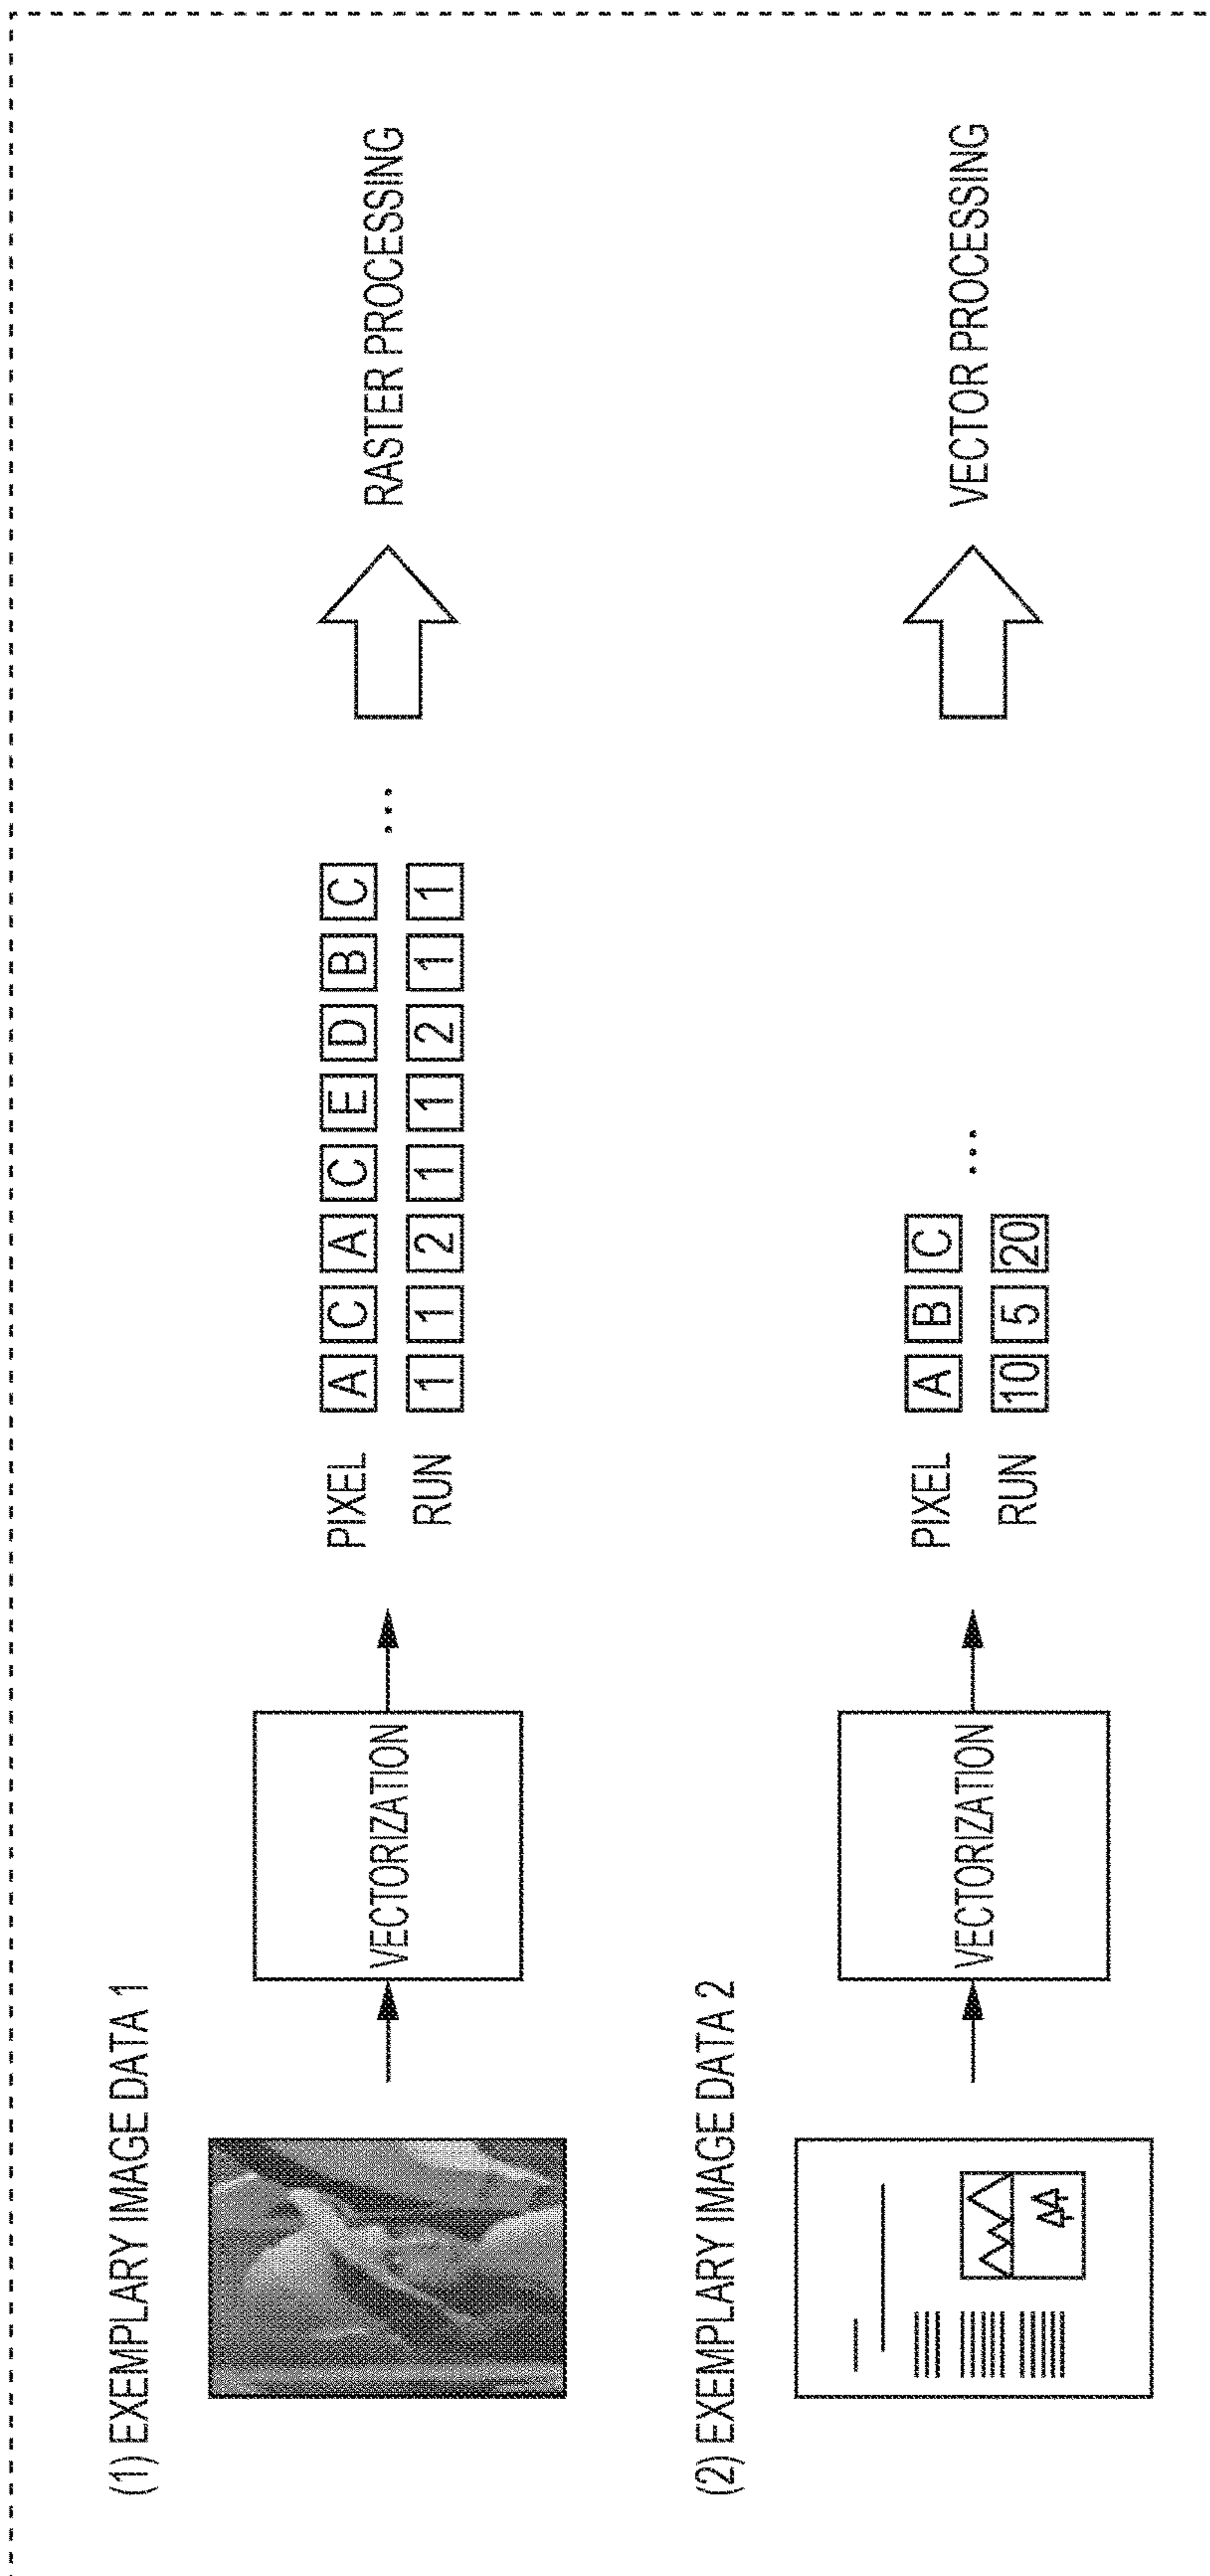 (1) EXEMPLARY IMAGE DATA 1
VECTORIZATION
PIXEL A C A C E D B C ...
RUN 1 1 2 1 1 2 1 1
RASTER PROCESSING
(2) EXEMPLARY IMAGE DATA 2
VECTORIZATION
PIXEL A B C ...
RUN 10 5 20
VECTOR PROCESSING